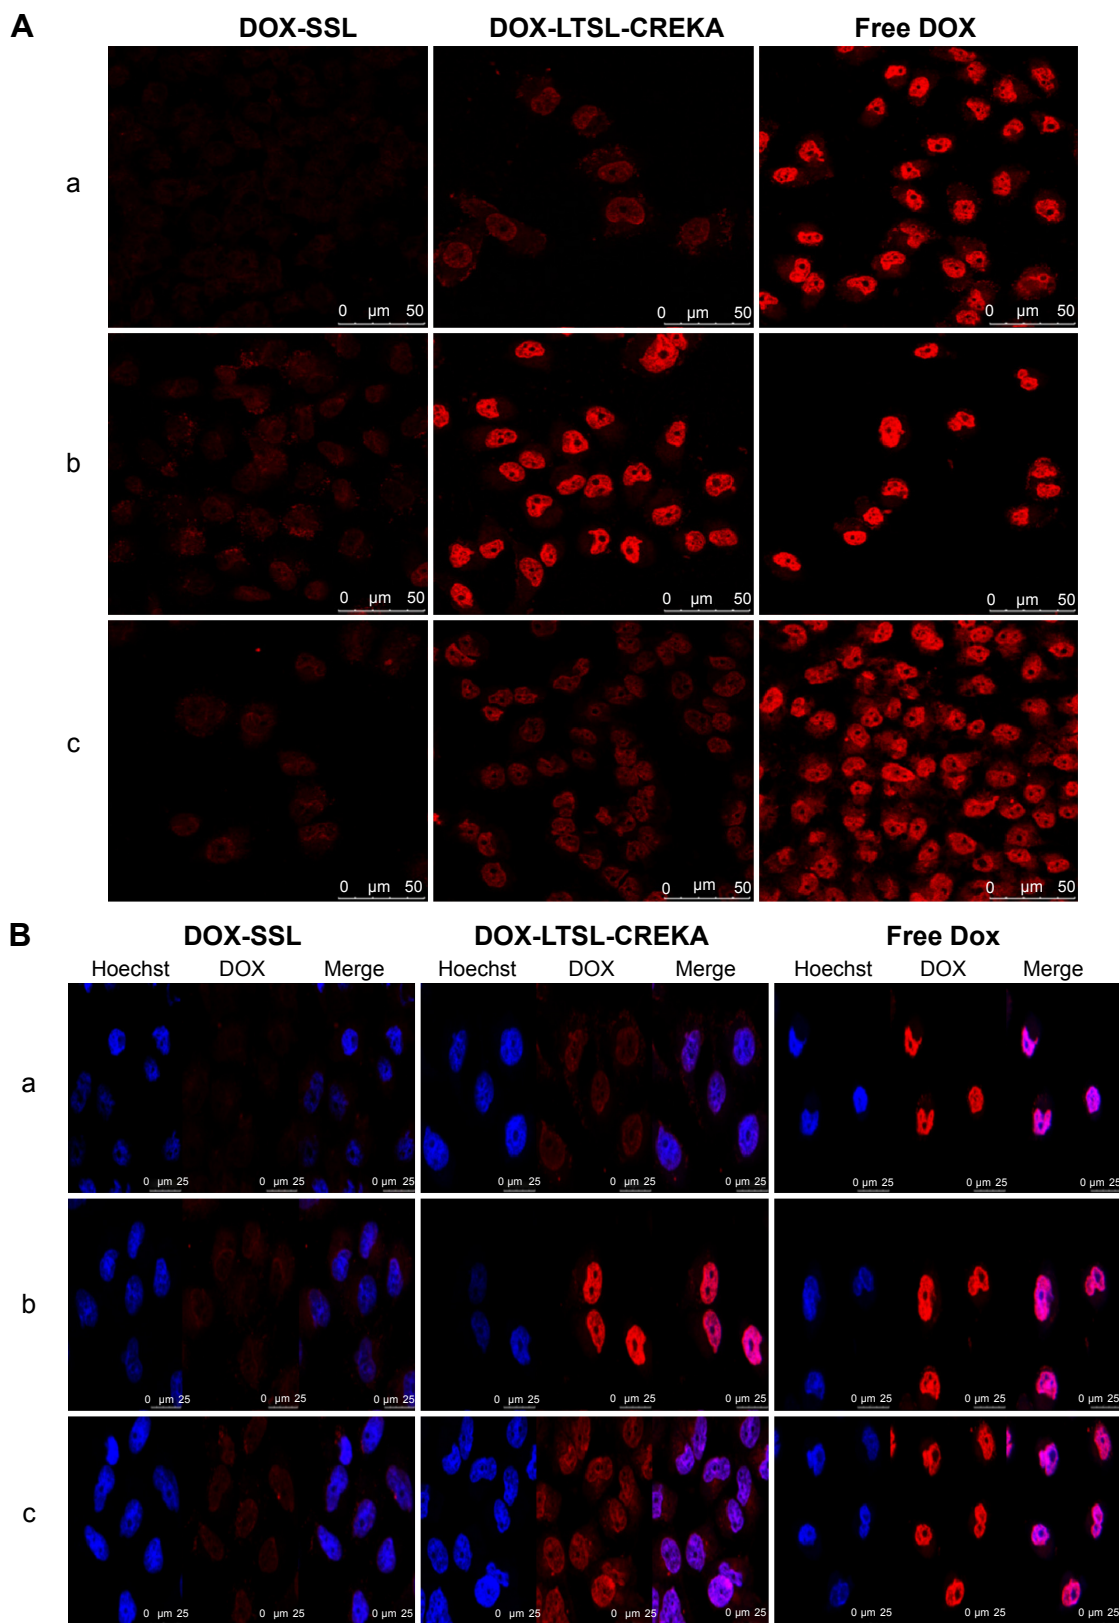 A
DOX-SSL DOX-LTSL-CREKA Free DOX
a
0 µm 50 0 µm 50 0 µm 50
b
0 µm 50 0 µm 50 0 µm 50
c
0 µm 50 0 µm 50 0 µm 50
B
DOX-SSL DOX-LTSL-CREKA Free Dox
Hoechst DOX Merge Hoechst DOX Merge Hoechst DOX Merge
a
0 µm 25 0 µm 25 0 µm 25 0 µm 25 0 µm 25 0 µm 25 0 µm 25 0 µm 25 0 µm 25
b
0 µm 25 0 µm 25 0 µm 25 0 µm 25 0 µm 25 0 µm 25 0 µm 25 0 µm 25 0 µm 25
c
0 µm 25 0 µm 25 0 µm 25 0 µm 25 0 µm 25 0 µm 25 0 µm 25 0 µm 25 0 µm 25